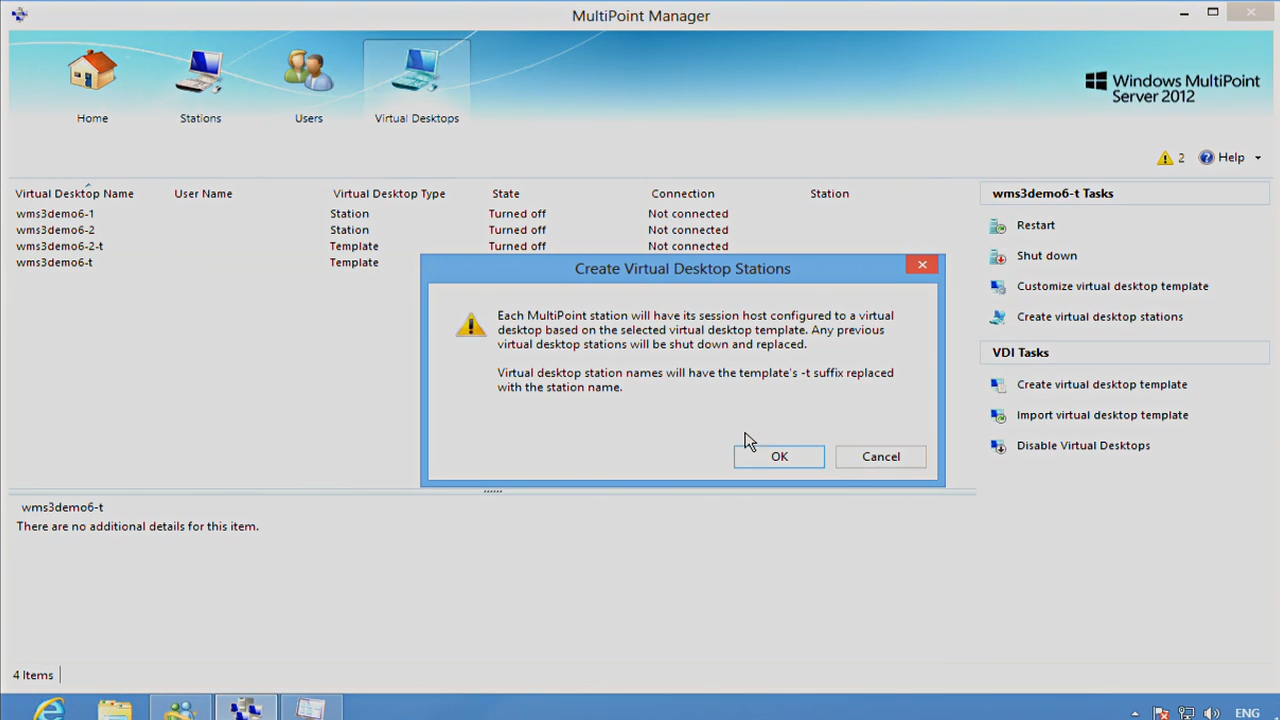 MultiPoint Manager
Home
Stations
Users
Virtual Desktops
Windows MultiPoint
Server 2012
2
Help
Virtual Desktop Name User Name Virtual Desktop Type State Connection Station
wms3demo6-1 Station Turned off Not connected
wms3demo6-2 Station Turned off Not connected
wms3demo6-2-t Template Turned off Not connected
wms3demo6-t Template
Create Virtual Desktop Stations
Each MultiPoint station will have its session host configured to a virtual
desktop based on the selected virtual desktop template. Any previous
virtual desktop stations will be shut down and replaced.
Virtual desktop station names will have the template's -t suffix replaced
with the station name.
OK
Cancel
wms3demo6-t Tasks
Restart
Shut down
Customize virtual desktop template
Create virtual desktop stations
VDI Tasks
Create virtual desktop template
Import virtual desktop template
Disable Virtual Desktops
wms3demo6-t
There are no additional details for this item.
4 Items
ENG